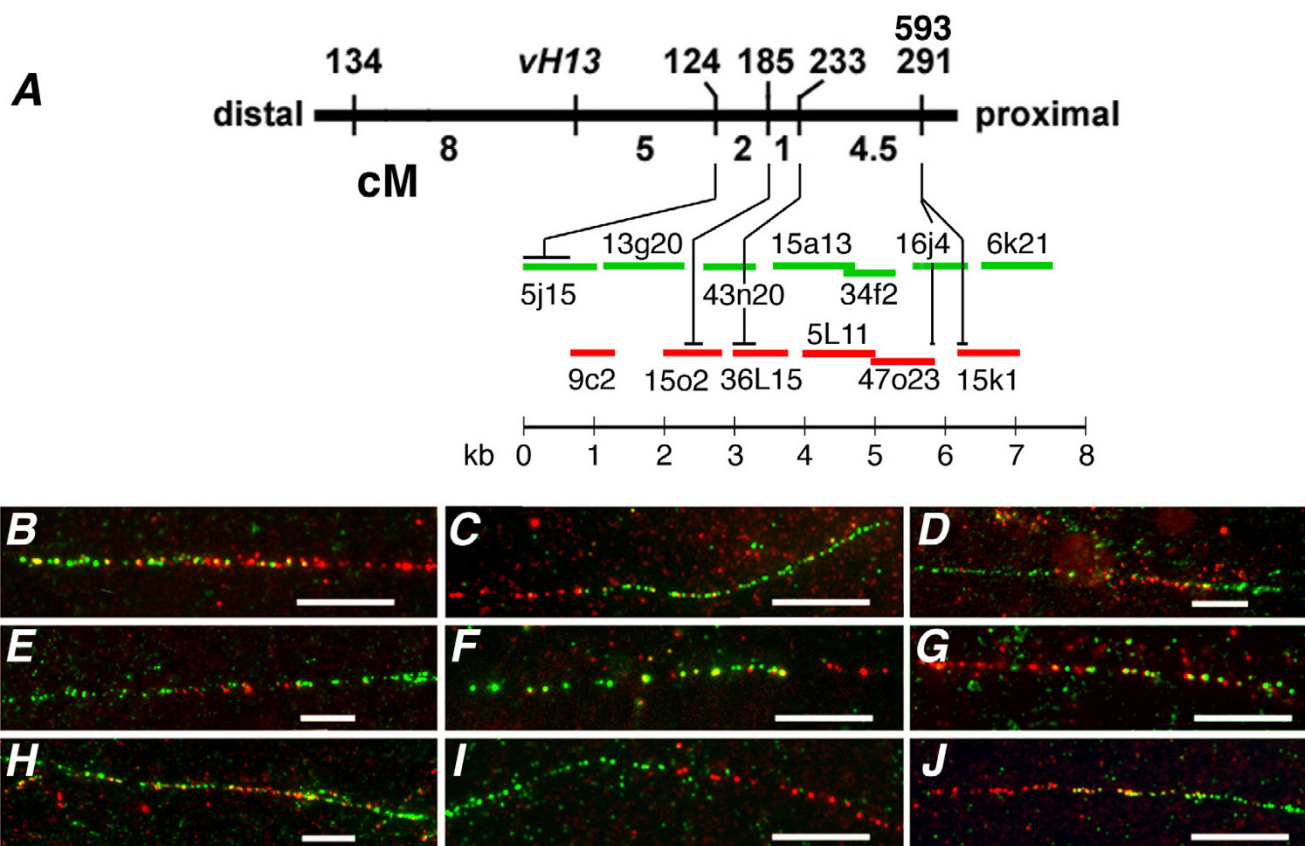 A
593
134 vH13 124 185 233 291
distal proximal
8 5 2 1 4.5
cM
13g20 15a13 16j4 6k21
5j15 43n20 34f2
5L11
9c2 15o2 36L15 47o23 15k1
kb 0 1 2 3 4 5 6 7 8
B C D
E F G
H I J